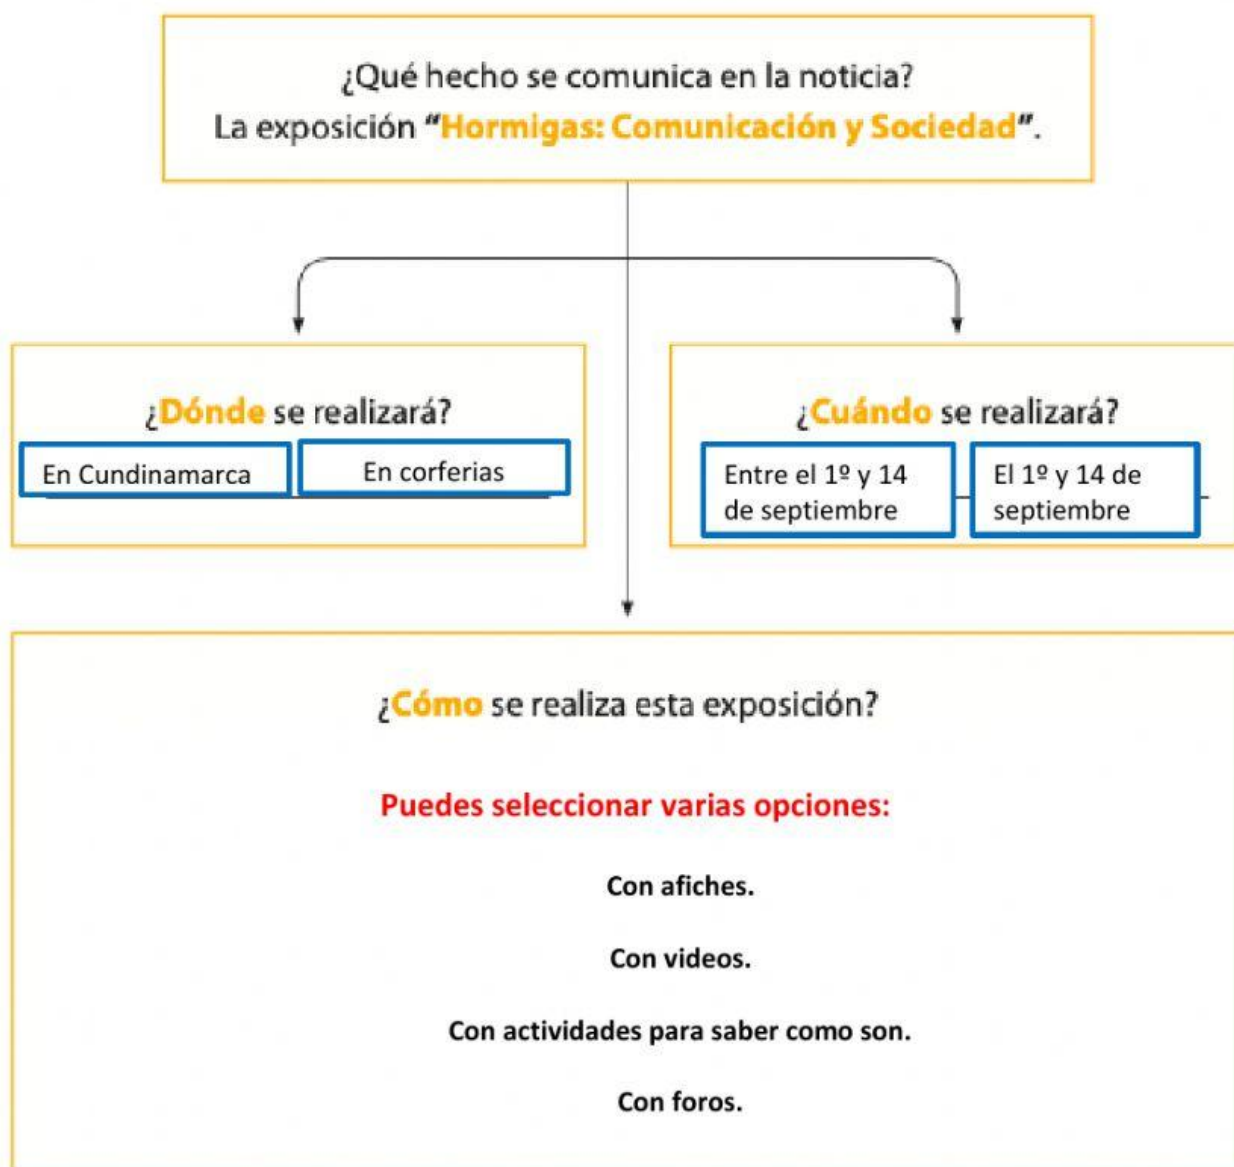 ¿Qué hecho se comunica en la noticia?
La exposición “Hormigas: Comunicación y Sociedad”.
¿Dónde se realizará?
En Cundinamarca
En corferias
¿Cuándo se realizará?
Entre el 1º y 14
de septiembre
El 1º y 14 de
septiembre
¿Cómo se realiza esta exposición?
Puedes seleccionar varias opciones:
Con afiches.
Con videos.
Con actividades para saber como son.
Con foros.